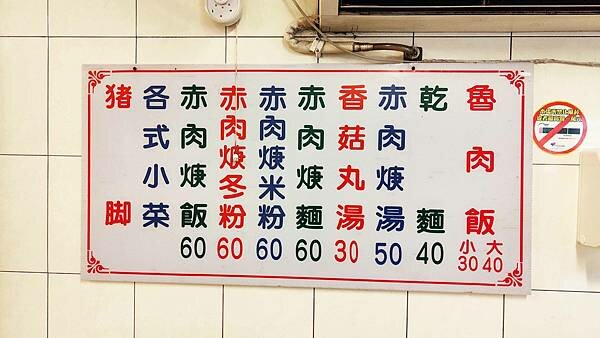 魯肉飯
大40
小30
乾麵
40
赤肉焿湯
50
香菇丸湯
30
赤肉焿麵
60
赤肉焿米粉
60
赤肉焿冬粉
60
赤肉焿飯
60
各式小菜
猪脚